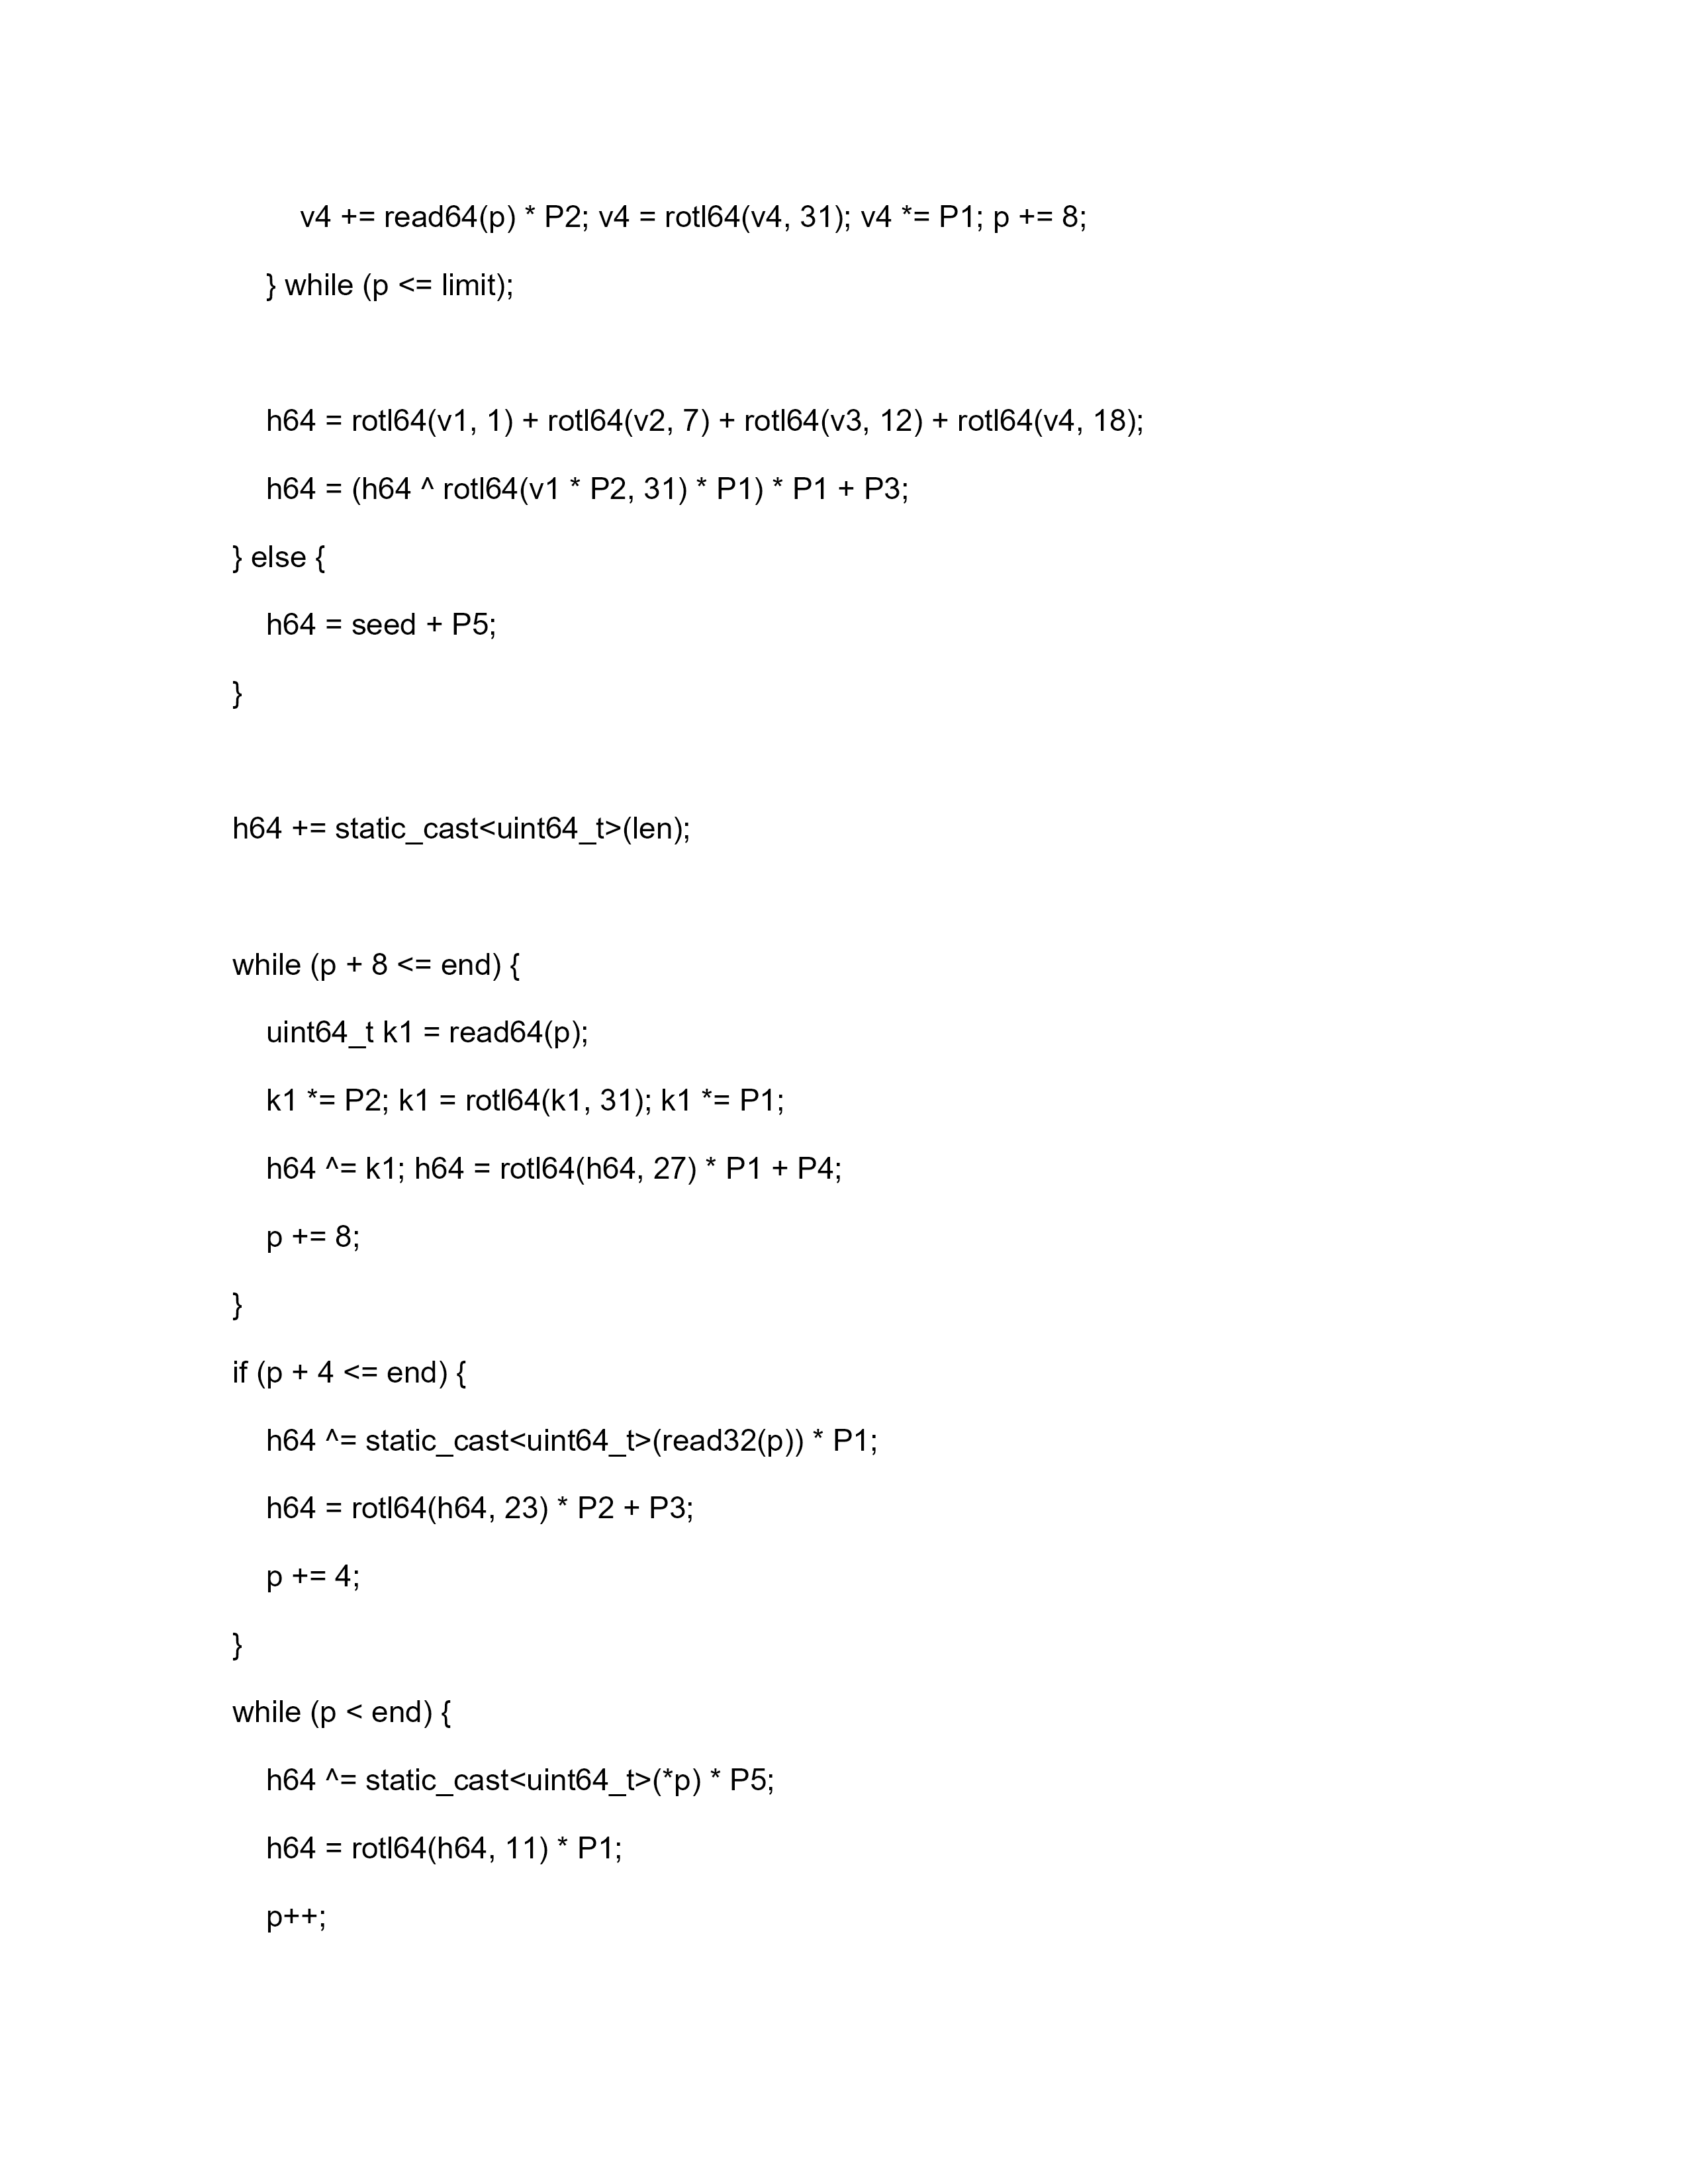 v4 += read64(p) * P2; v4 = rotl64(v4, 31); v4 *= P1; p += 8;
} while (p <= limit);
h64 = rotl64(v1, 1) + rotl64(v2, 7) + rotl64(v3, 12) + rotl64(v4, 18);
h64 = (h64 ^ rotl64(v1 * P2, 31) * P1) * P1 + P3;
} else {
h64 = seed + P5;
}
h64 += static_cast<uint64_t>(len);
while (p + 8 <= end) {
uint64_t k1 = read64(p);
k1 *= P2; k1 = rotl64(k1, 31); k1 *= P1;
h64 ^= k1; h64 = rotl64(h64, 27) * P1 + P4;
p += 8;
}
if (p + 4 <= end) {
h64 ^= static_cast<uint64_t>(read32(p)) * P1;
h64 = rotl64(h64, 23) * P2 + P3;
p += 4;
}
while (p < end) {
h64 ^= static_cast<uint64_t>(*p) * P5;
h64 = rotl64(h64, 11) * P1;
p++;